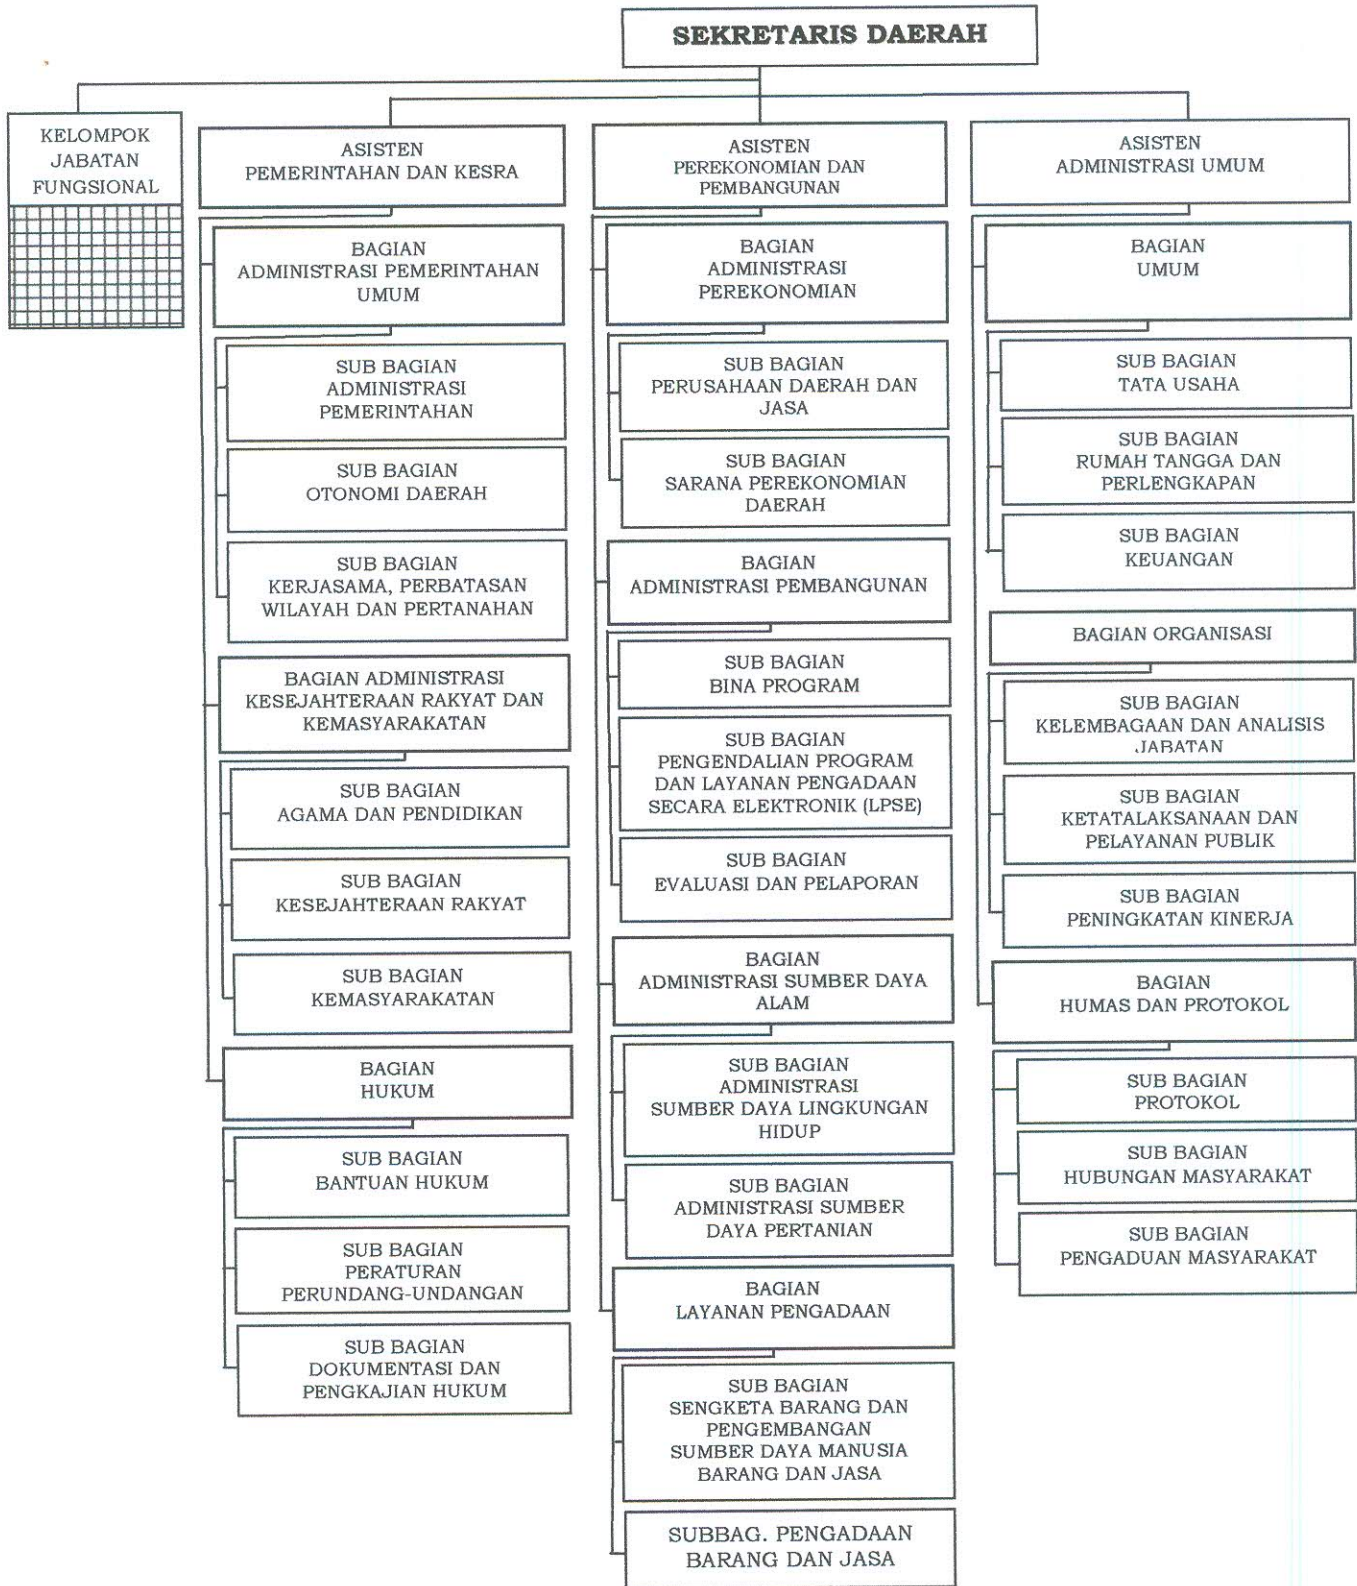 SEKRETARIS DAERAH
KELOMPOK
JABATAN
FUNGSIONAL
ASISTEN
PEMERINTAHAN DAN KESRA
BAGIAN
ADMINISTRASI PEMERINTAHAN
UMUM
SUB BAGIAN
ADMINISTRASI
PEMERINTAHAN
SUB BAGIAN
OTONOMI DAERAH
SUB BAGIAN
KERJASAMA, PERBATASAN
WILAYAH DAN PERTANAHAN
BAGIAN ADMINISTRASI
KESEJAHTERAAN RAKYAT DAN
KEMASYARAKATAN
SUB BAGIAN
AGAMA DAN PENDIDIKAN
SUB BAGIAN
KESEJAHTERAAN RAKYAT
SUB BAGIAN
KEMASYARAKATAN
BAGIAN
HUKUM
SUB BAGIAN
BANTUAN HUKUM
SUB BAGIAN
PERATURAN
PERUNDANG-UNDANGAN
SUB BAGIAN
DOKUMENTASI DAN
PENGKAJIAN HUKUM
ASISTEN
PEREKONOMIAN DAN
PEMBANGUNAN
BAGIAN
ADMINISTRASI
PEREKONOMIAN
SUB BAGIAN
PERUSAHAAN DAERAH DAN
JASA
SUB BAGIAN
SARANA PEREKONOMIAN
DAERAH
BAGIAN
ADMINISTRASI PEMBANGUNAN
SUB BAGIAN
BINA PROGRAM
SUB BAGIAN
PENGENDALIAN PROGRAM
DAN LAYANAN PENGADAAN
SECARA ELEKTRONIK (LPSE)
SUB BAGIAN
EVALUASI DAN PELAPORAN
BAGIAN
ADMINISTRASI SUMBER DAYA
ALAM
SUB BAGIAN
ADMINISTRASI
SUMBER DAYA LINGKUNGAN
HIDUP
SUB BAGIAN
ADMINISTRASI SUMBER
DAYA PERTANIAN
BAGIAN
LAYANAN PENGADAAN
SUB BAGIAN
SENGKETA BARANG DAN
PENGEMBANGAN
SUMBER DAYA MANUSIA
BARANG DAN JASA
SUBBAG. PENGADAAN
BARANG DAN JASA
ASISTEN
ADMINISTRASI UMUM
BAGIAN
UMUM
SUB BAGIAN
TATA USAHA
SUB BAGIAN
RUMAH TANGGA DAN
PERLENGKAPAN
SUB BAGIAN
KEUANGAN
BAGIAN ORGANISASI
SUB BAGIAN
KELEMBAGAAN DAN ANALISIS
JABATAN
SUB BAGIAN
KETATALAKSANAAN DAN
PELAYANAN PUBLIK
SUB BAGIAN
PENINGKATAN KINERJA
BAGIAN
HUMAS DAN PROTOKOL
SUB BAGIAN
PROTOKOL
SUB BAGIAN
HUBUNGAN MASYARAKAT
SUB BAGIAN
PENGADUAN MASYARAKAT